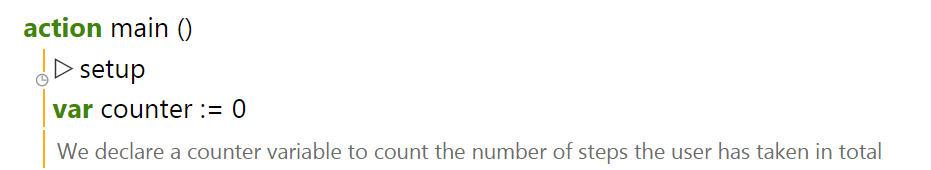 action main ()
▷ setup
var counter := 0
We declare a counter variable to count the number of steps the user has taken in total